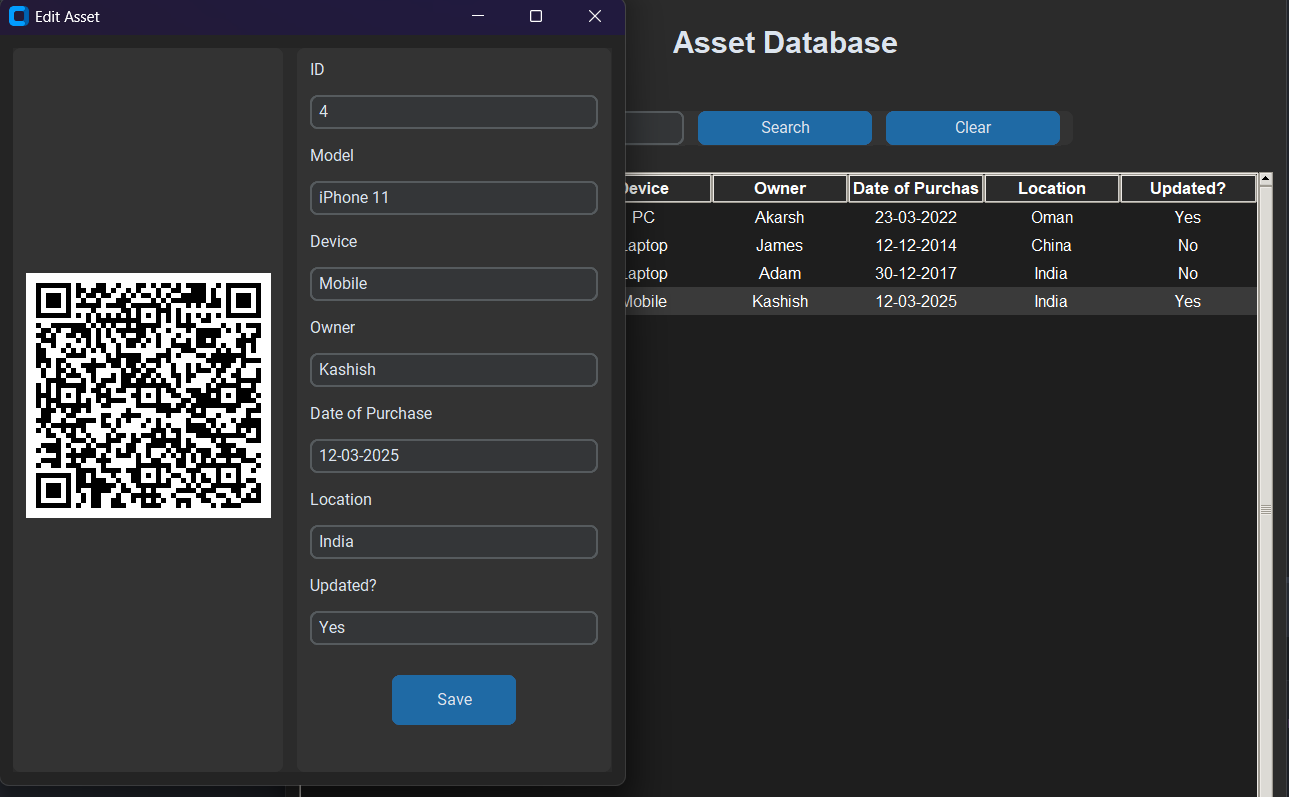 Edit Asset
ID
4
Model
iPhone 11
Device
Mobile
Owner
Kashish
Date of Purchase
12-03-2025
Location
India
Updated?
Yes
Save
Asset Database
Search Clear
Device Owner Date of Purchas Location Updated?
PC Akarsh 23-03-2022 Oman Yes
Laptop James 12-12-2014 China No
Laptop Adam 30-12-2017 India No
Mobile Kashish 12-03-2025 India Yes